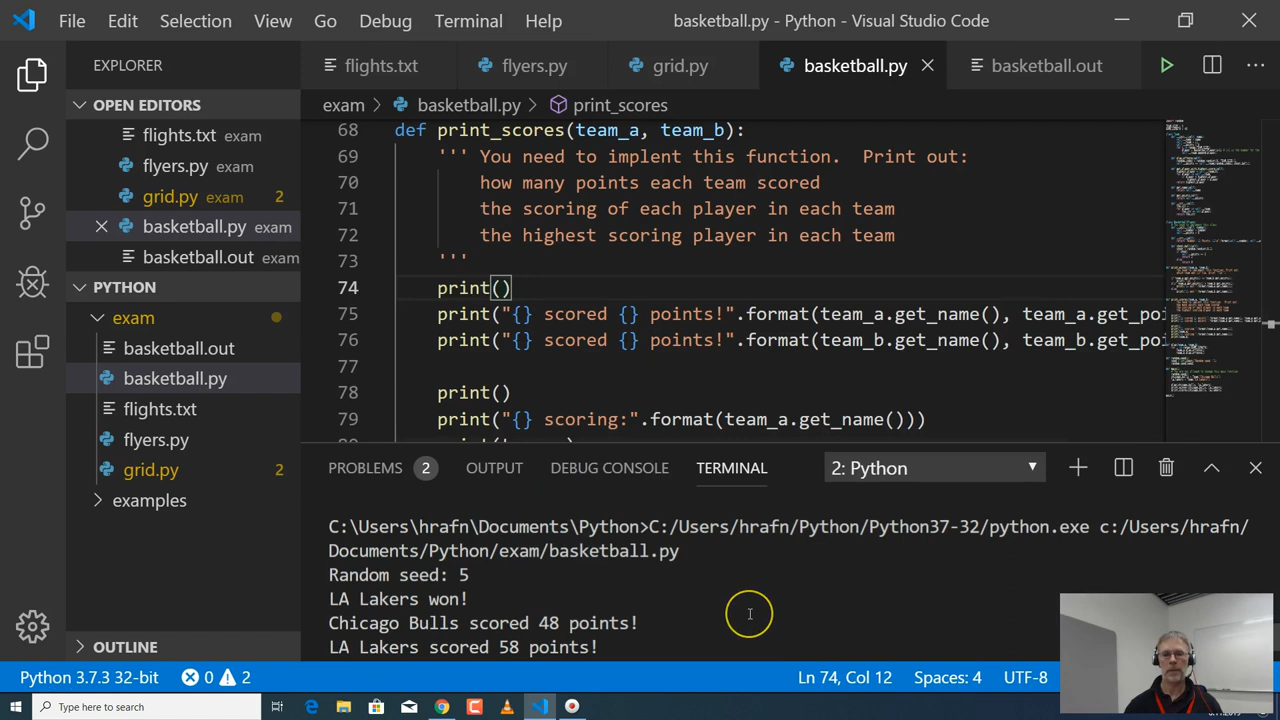 File Edit Selection View Go Debug Terminal Help basketball.py - Python - Visual Studio Code
EXPLORER
OPEN EDITORS
flights.txt exam
flyers.py exam
grid.py exam 2
basketball.py exam
basketball.out exam
PYTHON
exam
basketball.out
basketball.py
flights.txt
flyers.py
grid.py 2
examples
OUTLINE
flights.txt flyers.py grid.py basketball.py basketball.out
exam basketball.py print_scores
68 def print_scores(team_a, team_b):
69 ''' You need to implent this function. Print out:
70 how many points each team scored
71 the scoring of each player in each team
72 the highest scoring player in each team
73 '''
74 print()
75 print("{} scored {} points!".format(team_a.get_name(), team_a.get_po
76 print("{} scored {} points!".format(team_b.get_name(), team_b.get_po
77
78 print()
79 print("{} scoring:".format(team_a.get_name()))
PROBLEMS 2 OUTPUT DEBUG CONSOLE TERMINAL 2: Python
C:\Users\hrafn\Documents\Python>C:/Users/hrafn/Python/Python37-32/python.exe c:/Users/hrafn/
Documents/Python/exam/basketball.py
Random seed: 5
LA Lakers won!
Chicago Bulls scored 48 points!
LA Lakers scored 58 points!
Python 3.7.3 32-bit 0 2 Ln 74, Col 12 Spaces: 4 UTF-8
Type here to search